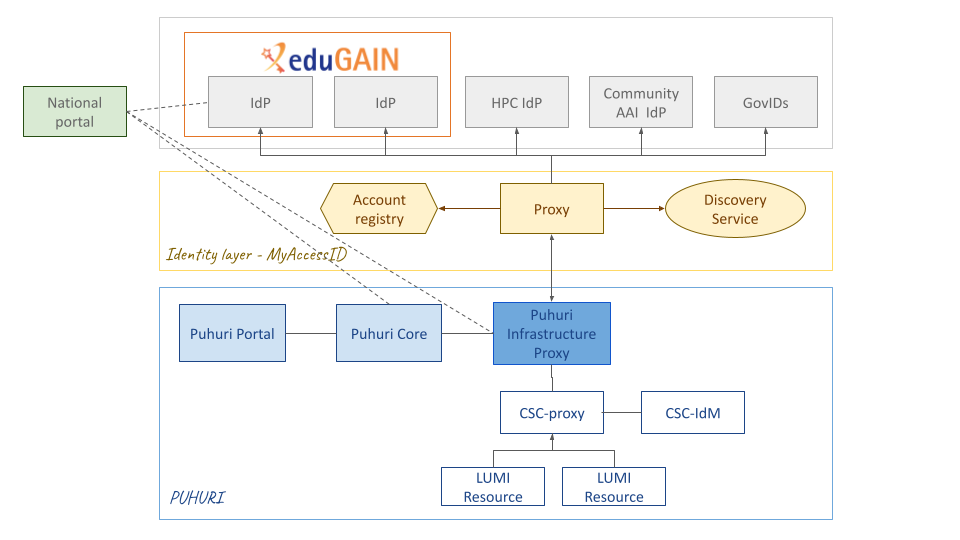 eduGAIN
National
portal
IdP
IdP
HPC IdP
Community
AAI IdP
GovIDs
Account
registry
Proxy
Discovery
Service
Identity layer - MyAccessID
Puhuri Portal
Puhuri Core
Puhuri
Infrastructure
Proxy
CSC-proxy
CSC-IdM
LUMI
Resource
LUMI
Resource
PUHURI